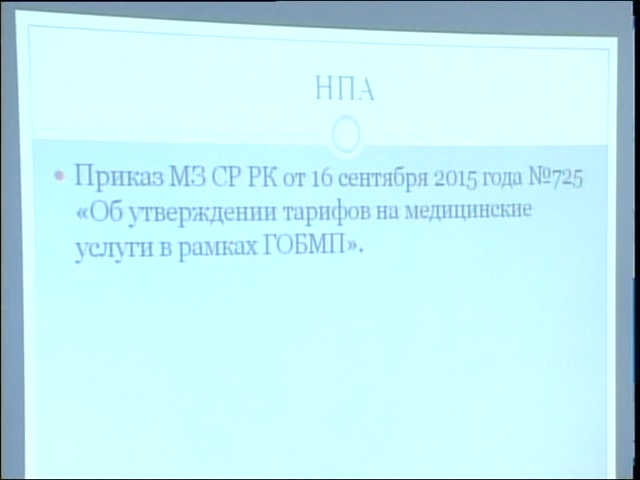 НПА
• Приказ МЗ СР РК от 16 сентября 2015 года №725
«Об утверждении тарифов на медицинские
услуги в рамках ГОБМП».